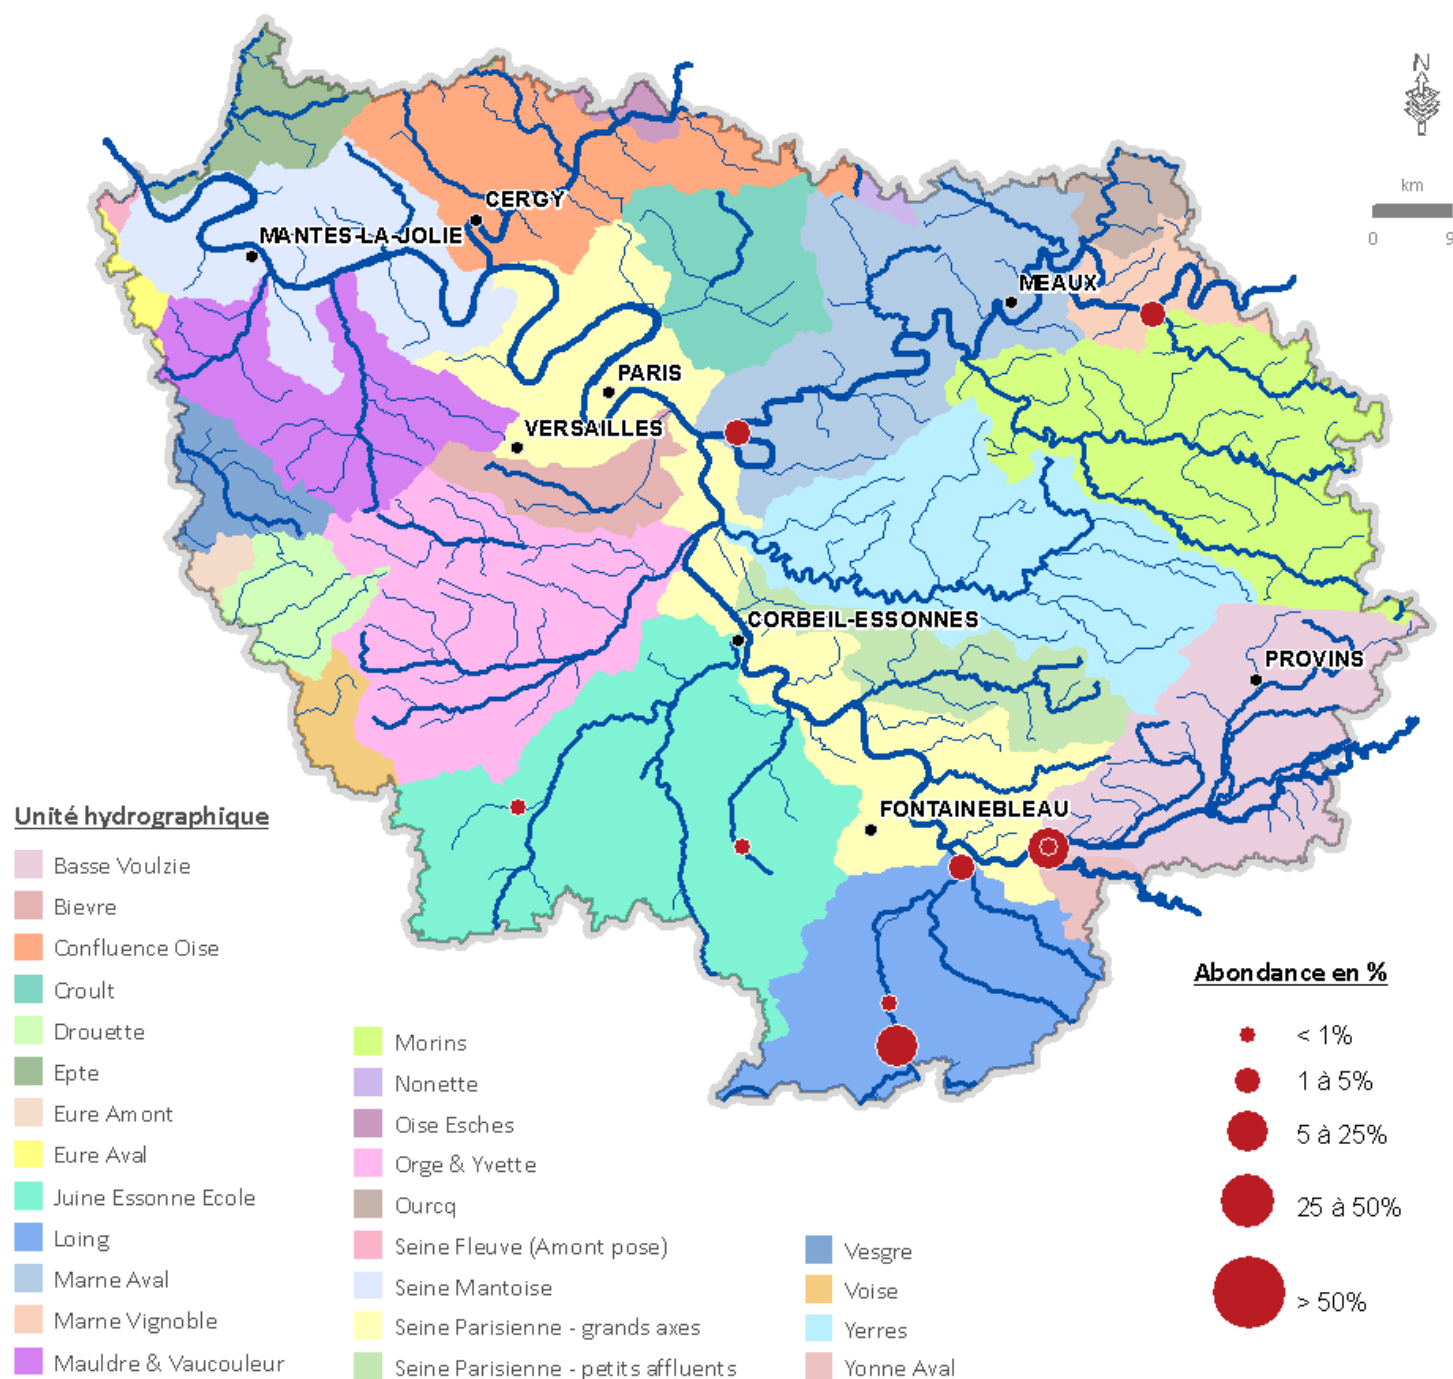 N
km
0 9
CERGY
MANTES-LA-JOLIE
MEAUX
PARIS
VERSAILLES
CORBEIL-ESSONNES
PROVINS
FONTAINEBLEAU
Unité hydrographique
Basse Voulzie
Bievre
Confluence Oise
Croult
Drouette
Epte
Eure Amont
Eure Aval
Juine Essonne Ecole
Loing
Marne Aval
Marne Vignoble
Mauldre & Vaucouleur
Morins
Nonette
Oise Esches
Orge & Yvette
Ourcq
Seine Fleuve (Amont pose)
Seine Mantoise
Seine Parisienne - grands axes
Seine Parisienne - petits affluents
Vesgre
Voise
Yerres
Yonne Aval
Abondance en %
< 1%
1 à 5%
5 à 25%
25 à 50%
> 50%